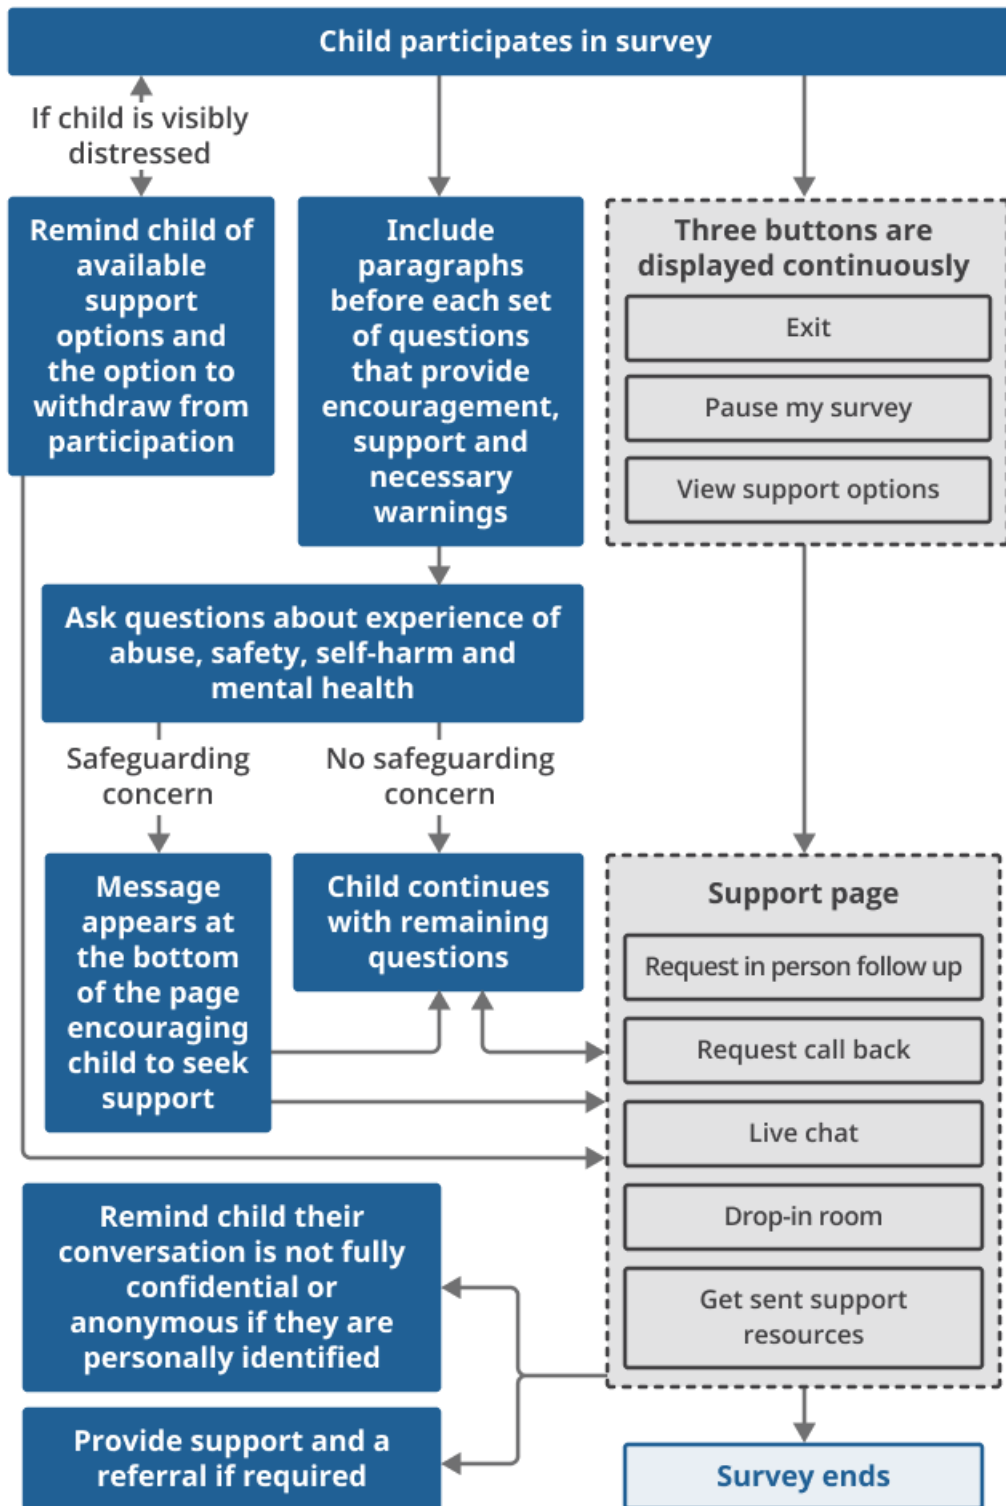 Child participates in survey
If child is visibly
distressed
Remind child of
available
support
options and
the option to
withdraw from
participation
Include
paragraphs
before each set
of questions
that provide
encouragement,
support and
necessary
warnings
Three buttons are
displayed continuously
Exit
Pause my survey
View support options
Ask questions about experience of
abuse, safety, self-harm and
mental health
Safeguarding
concern
No safeguarding
concern
Message
appears at
the bottom
of the page
encouraging
child to seek
support
Child continues
with remaining
questions
Support page
Request in person follow up
Request call back
Live chat
Drop-in room
Get sent support
resources
Remind child their
conversation is not fully
confidential or
anonymous if they are
personally identified
Provide support and a
referral if required
Survey ends